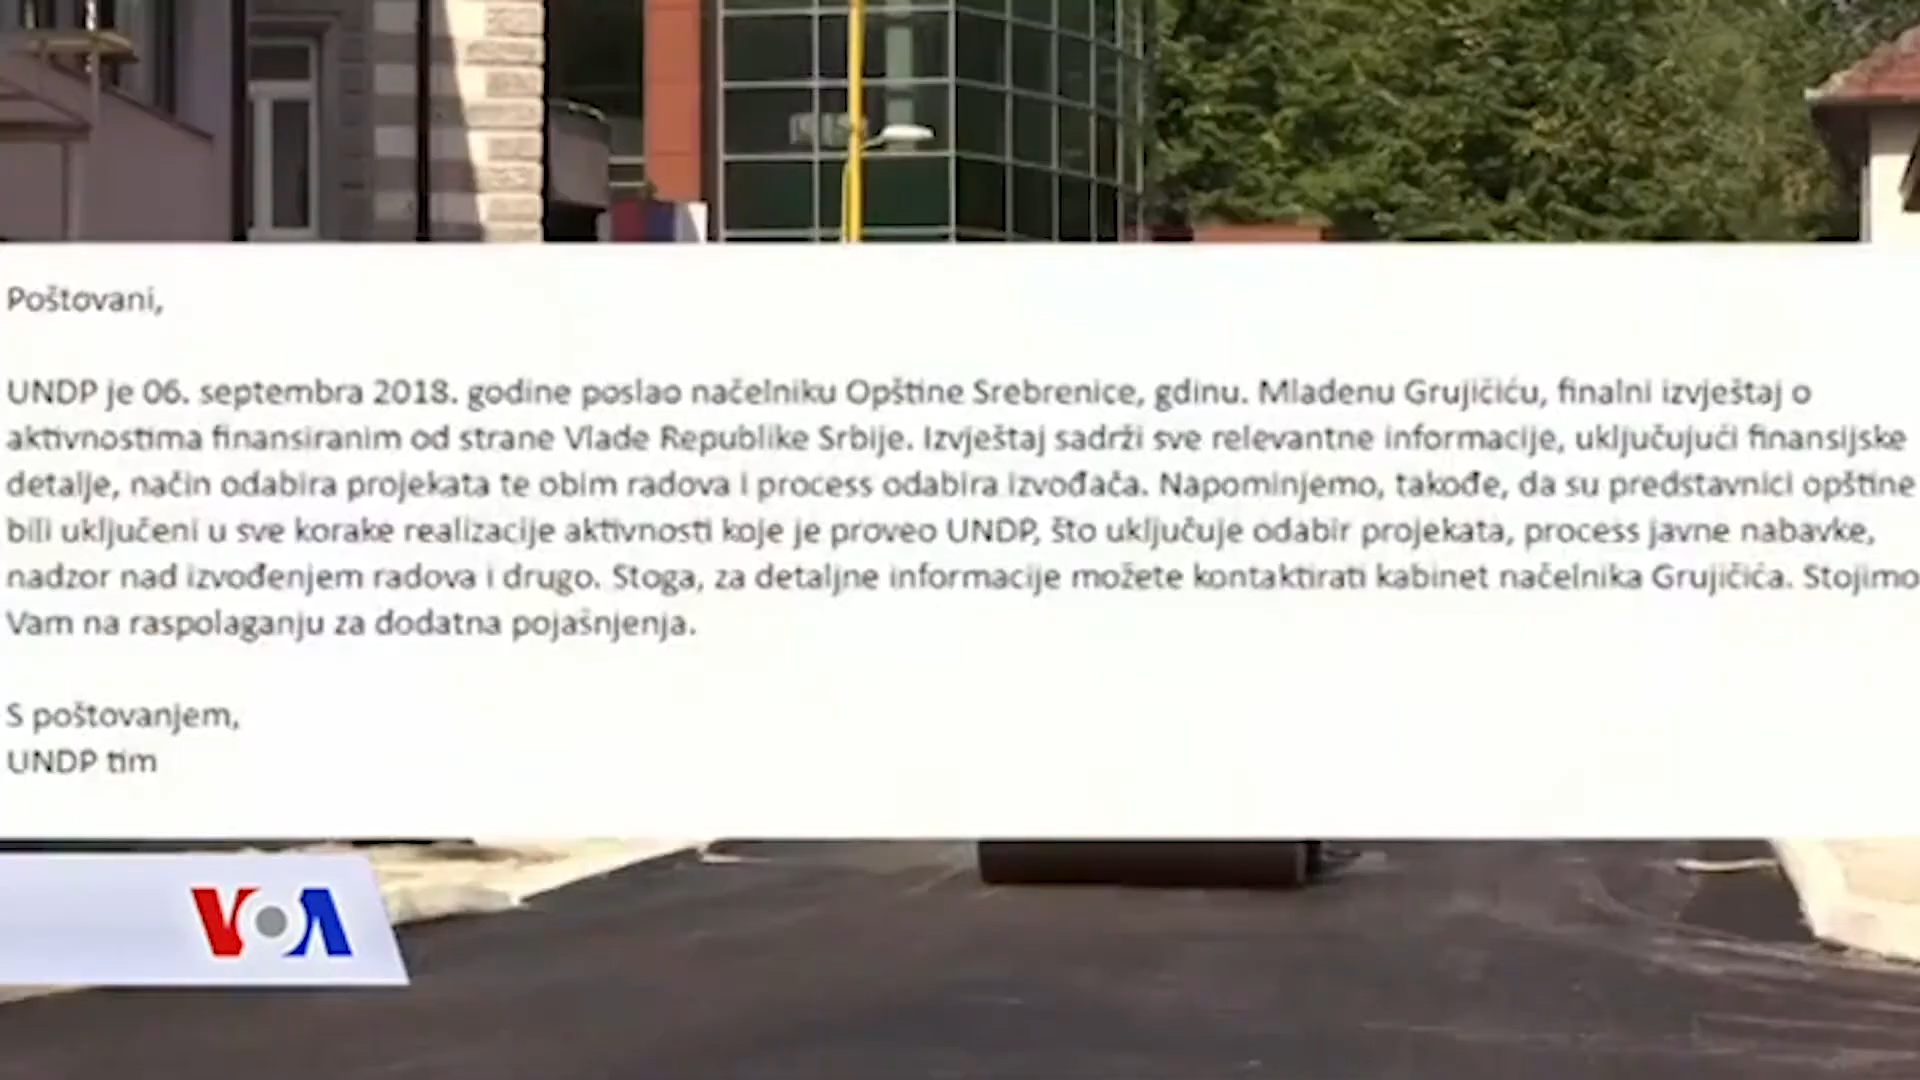 Poštovani,
UNDP je 06. septembra 2018. godine poslao načelniku Opštine Srebrenice, gdinu. Mladenu Grujičiću, finalni izvještaj o
aktivnostima finansiranim od strane Vlade Republike Srbije. Izvještaj sadrži sve relevantne informacije, uključujući finansijske
detalje, način odabira projekata te obim radova i process odabira izvođača. Napominjemo, takođe, da su predstavnici opštine
bili uključeni u sve korake realizacije aktivnosti koje je proveo UNDP, što uključuje odabir projekata, process javne nabavke,
nadzor nad izvođenjem radova i drugo. Stoga, za detaljne informacije možete kontaktirati kabinet načelnika Grujičića. Stojimo
Vam na raspolaganju za dodatna pojašnjenja.
S poštovanjem,
UNDP tim
VOA